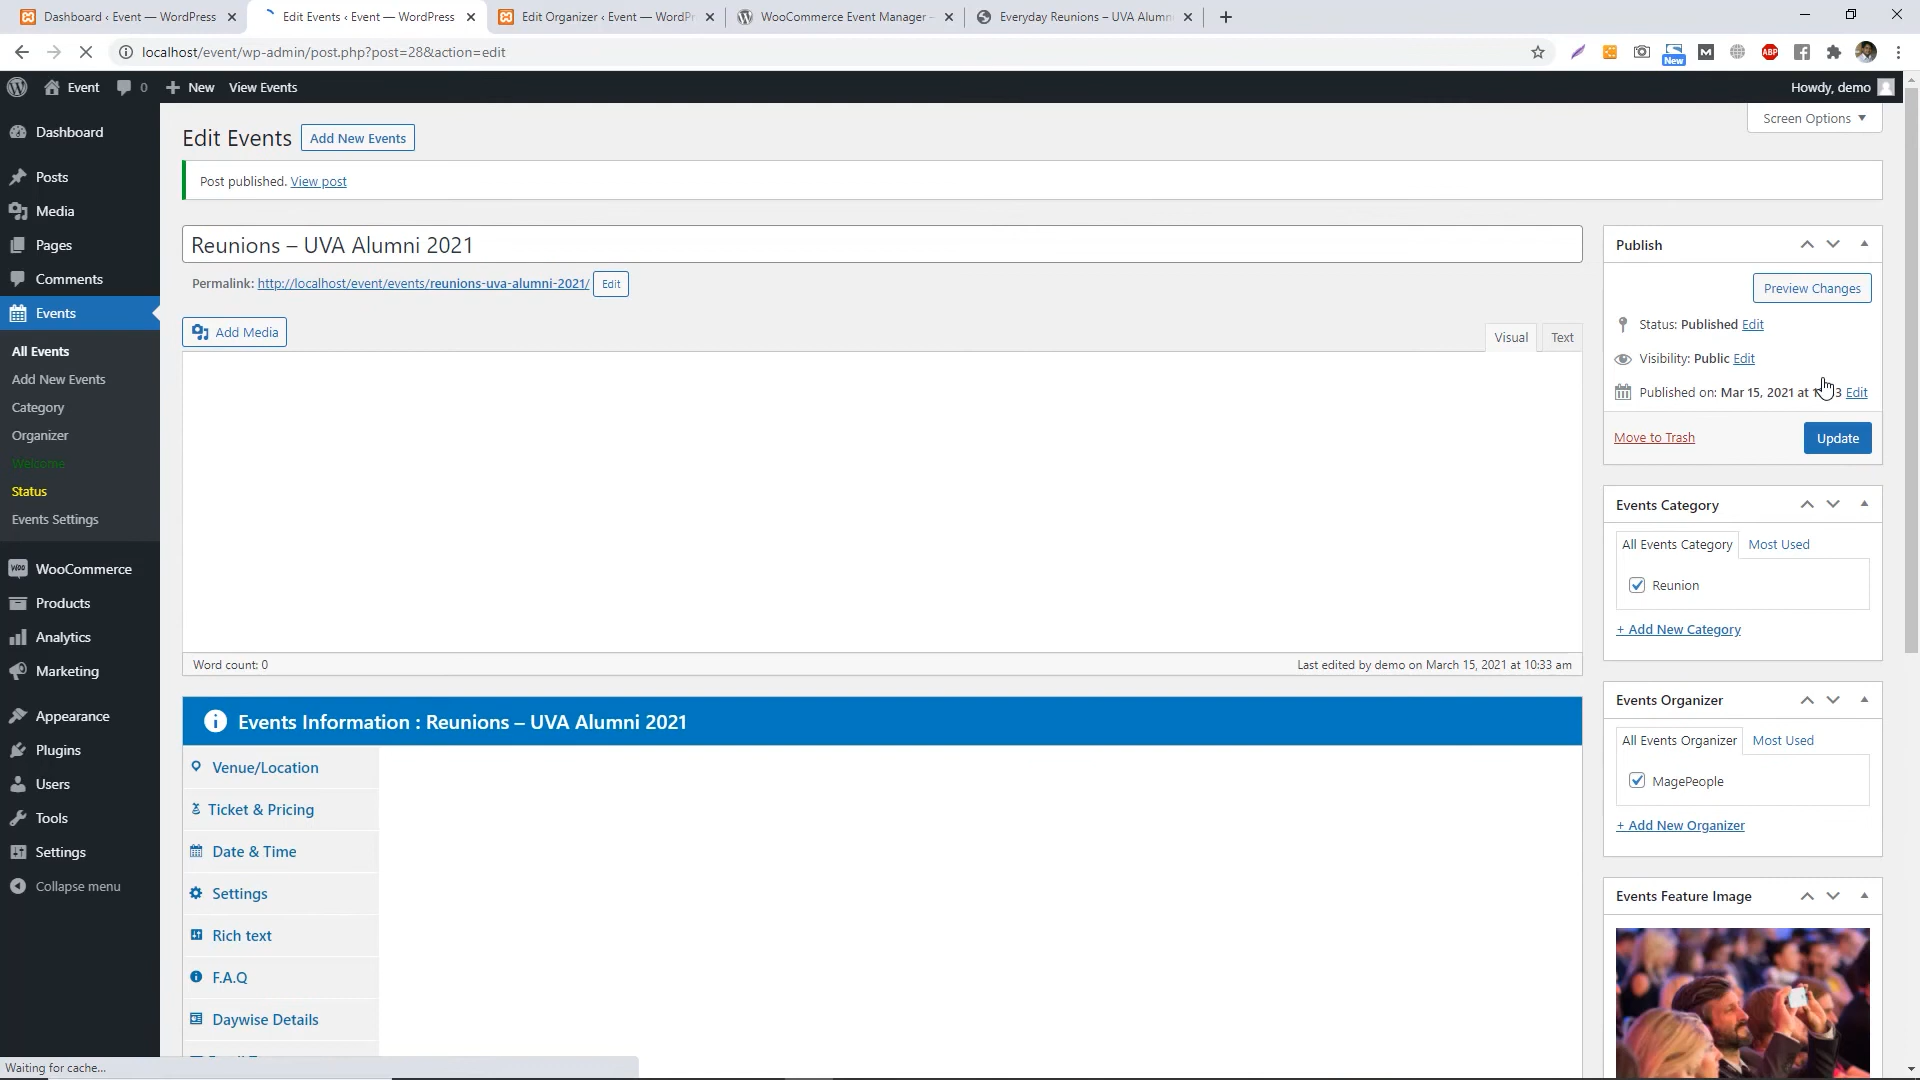 Dashboard ‹ Event — WordPress
Edit Events ‹ Event — WordPress
Edit Organizer ‹ Event — WordPr
WooCommerce Event Manager –
Everyday Reunions – UVA Alumn
localhost/event/wp-admin/post.php?post=28&action=edit
New
M
ABP
Event
0
New
View Events
Howdy, demo
Screen Options
Dashboard
Posts
Media
Pages
Comments
Events
All Events
Add New Events
Category
Organizer
Welcome
Status
Events Settings
WooCommerce
Products
Analytics
Marketing
Appearance
Plugins
Users
Tools
Settings
Collapse menu
Edit Events
Add New Events
Post published. View post
Reunions – UVA Alumni 2021
Permalink: http://localhost/event/events/reunions-uva-alumni-2021/ Edit
Add Media
Visual
Text
Word count: 0
Last edited by demo on March 15, 2021 at 10:33 am
Events Information : Reunions – UVA Alumni 2021
Venue/Location
Ticket & Pricing
Date & Time
Settings
Rich text
F.A.Q
Daywise Details
Publish
Preview Changes
Status: Published Edit
Visibility: Public Edit
Published on: Mar 15, 2021 at Edit
Move to Trash
Update
Events Category
All Events Category
Most Used
Reunion
+ Add New Category
Events Organizer
All Events Organizer
Most Used
MagePeople
+ Add New Organizer
Events Feature Image
Waiting for cache...